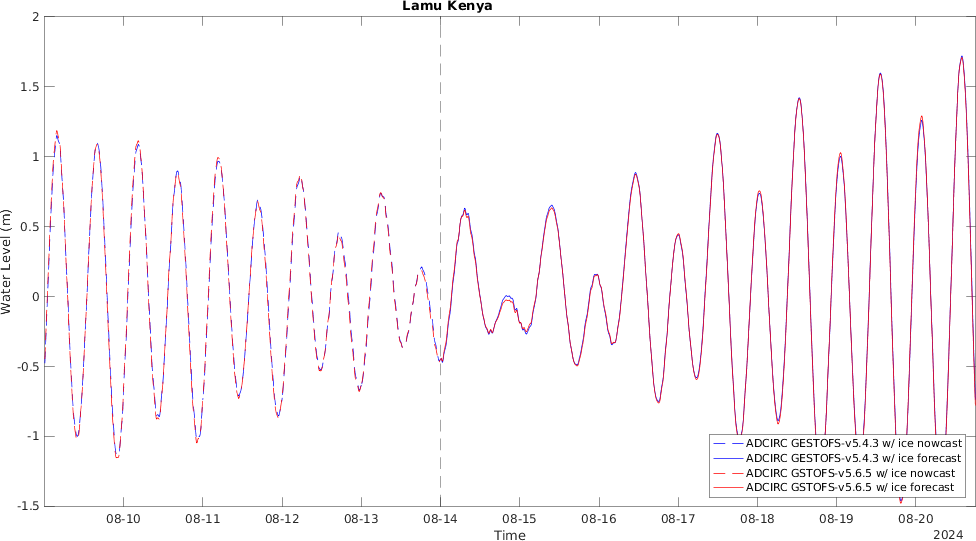 Lamu Kenya
2
1.5
1
0.5
0
-0.5
-1
-1.5
Water Level (m)
08-10 08-11 08-12 08-13 08-14 08-15 08-16 08-17 08-18 08-19 08-20
Time
2024
ADCIRC GESTOFS-v5.4.3 w/ ice nowcast
ADCIRC GESTOFS-v5.4.3 w/ ice forecast
ADCIRC GSTOFS-v5.6.5 w/ ice nowcast
ADCIRC GSTOFS-v5.6.5 w/ ice forecast